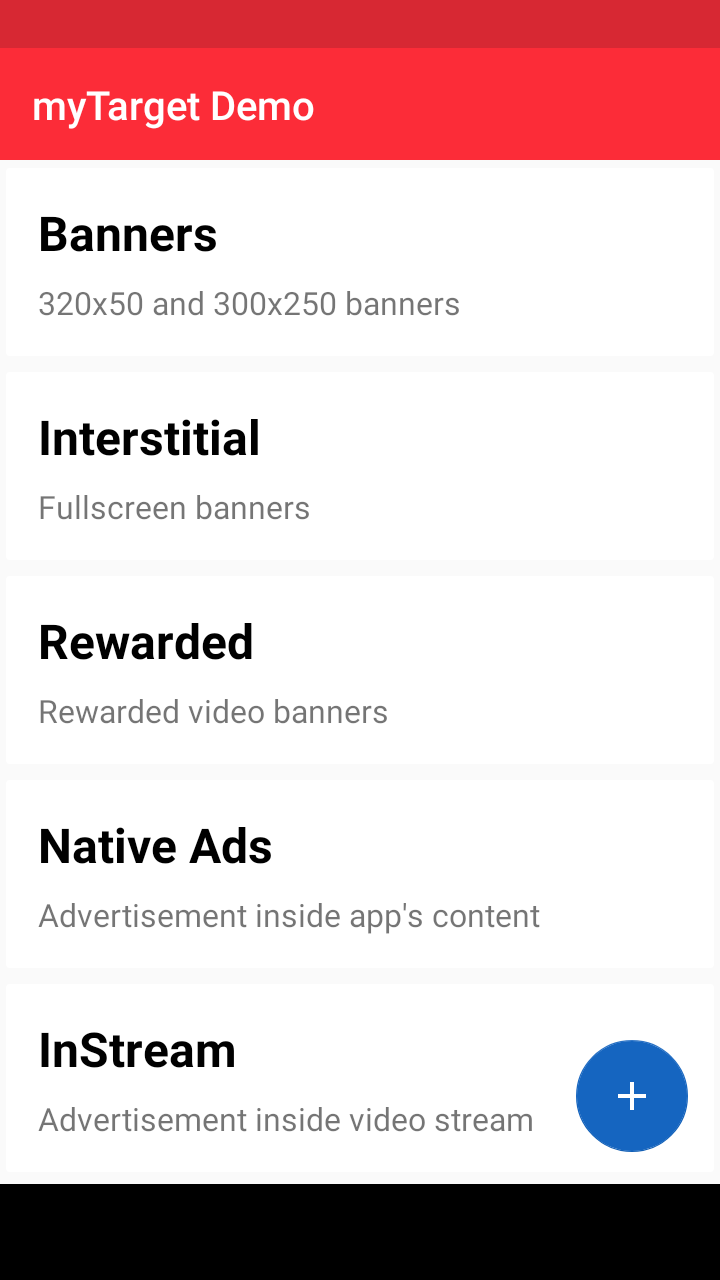 myTarget Demo
Banners
320x50 and 300x250 banners
Interstitial
Fullscreen banners
Rewarded
Rewarded video banners
Native Ads
Advertisement inside app's content
InStream
Advertisement inside video stream